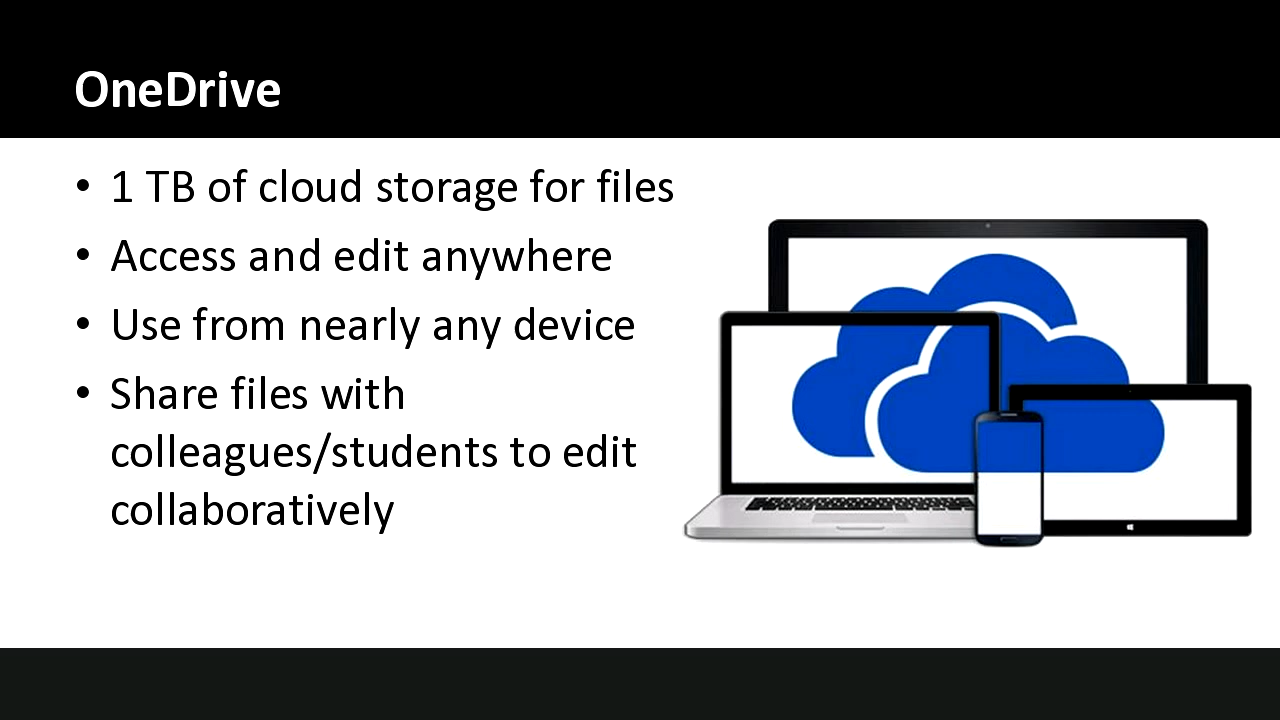 OneDrive
• 1 TB of cloud storage for files
• Access and edit anywhere
• Use from nearly any device
• Share files with
colleagues/students to edit
collaboratively